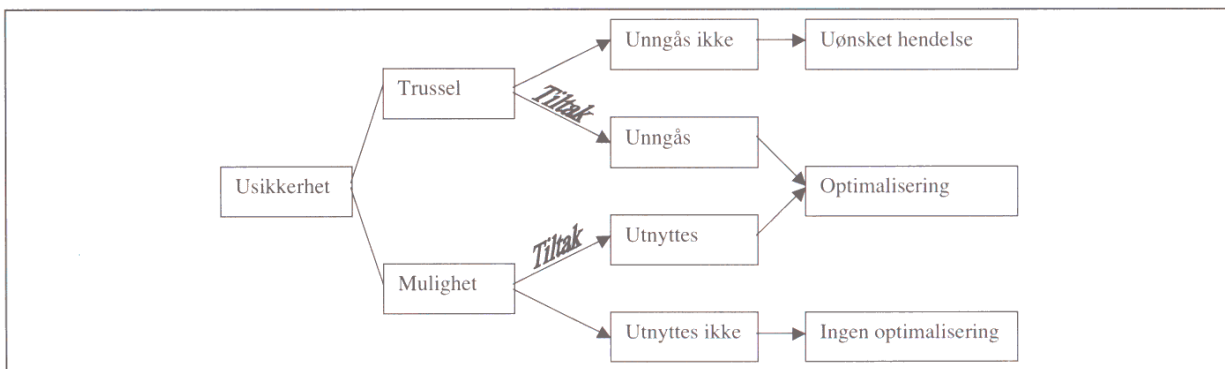 Unngås ikke
Uønsket hendelse
Trussel
Tiltak
Unngås
Usikkerhet
Optimalisering
Tiltak
Utnyttes
Mulighet
Utnyttes ikke
Ingen optimalisering